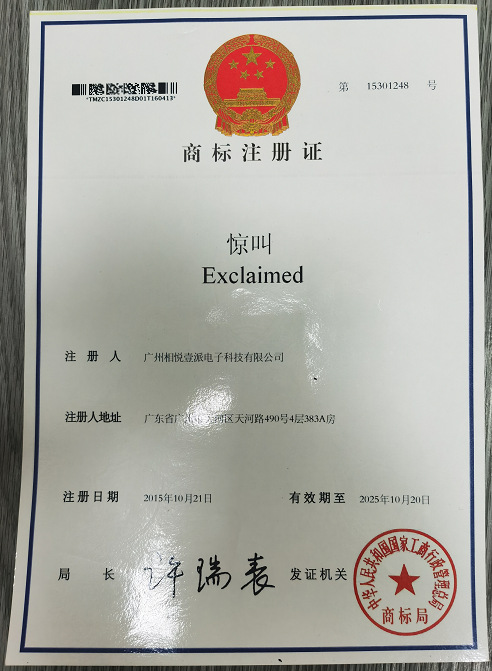 *TMZC15301248D01T160413*
第 15301248 号
商标注册证
惊叫
Exclaimed
注册人 广州相悦壹派电子科技有限公司
注册人地址 广东省广州市天河区天河路490号4层383A房
注册日期 2015年10月21日 有效期至 2025年10月20日
局长 许瑞表 发证机关
中华人民共和国国家工商行政管理总局
商标局